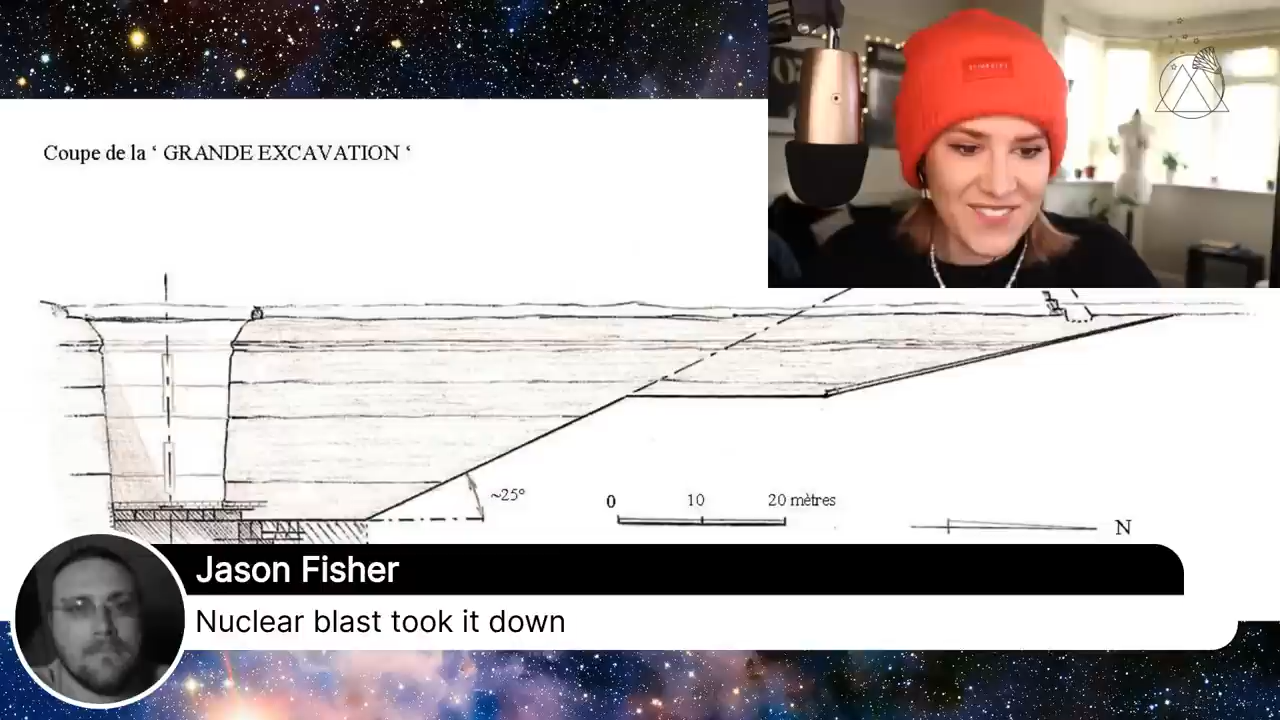 Coupe de la ‘ GRANDE EXCAVATION ‘
~25°
0 10 20 mètres
N
Jason Fisher
Nuclear blast took it down